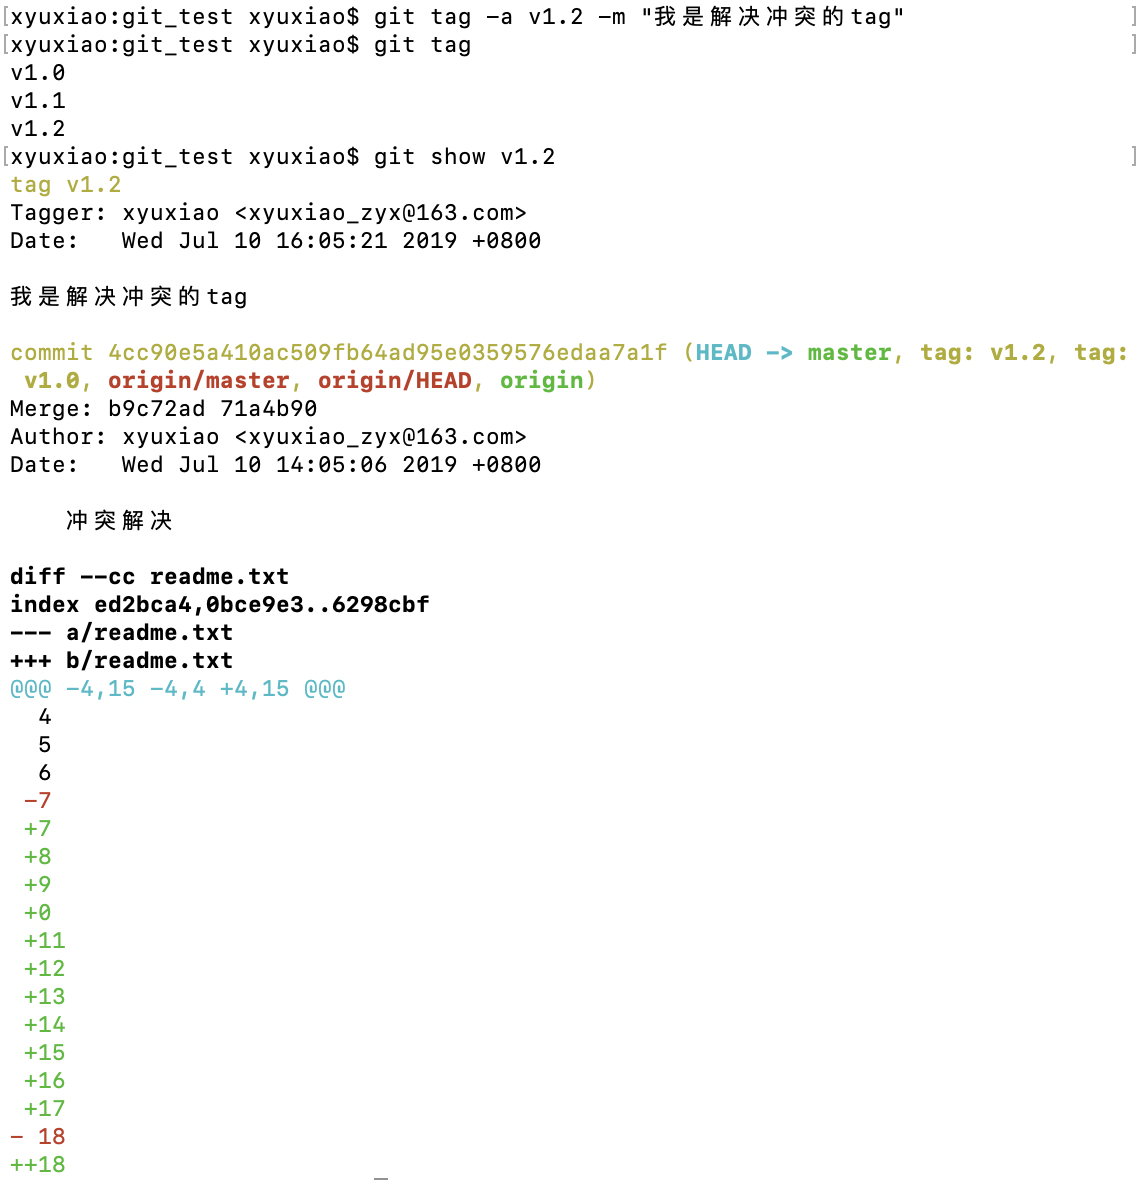 [xyuxiao:git_test xyuxiao$ git tag -a v1.2 -m "我是解决冲突的tag" ]
[xyuxiao:git_test xyuxiao$ git tag ]
v1.0
v1.1
v1.2
[xyuxiao:git_test xyuxiao$ git show v1.2 ]
tag v1.2
Tagger: xyuxiao <xyuxiao_zyx@163.com>
Date:   Wed Jul 10 16:05:21 2019 +0800
我是解决冲突的tag
commit 4cc90e5a410ac509fb64ad95e0359576edaa7a1f (HEAD -> master, tag: v1.2, tag:
 v1.0, origin/master, origin/HEAD, origin)
Merge: b9c72ad 71a4b90
Author: xyuxiao <xyuxiao_zyx@163.com>
Date:   Wed Jul 10 14:05:06 2019 +0800
    冲突解决
diff --cc readme.txt
index ed2bca4,0bce9e3..6298cbf
--- a/readme.txt
+++ b/readme.txt
@@@ -4,15 -4,4 +4,15 @@@
  4
  5
  6
 -7
 +7
 +8
 +9
 +0
 +11
 +12
 +13
 +14
 +15
 +16
 +17
- 18
++18